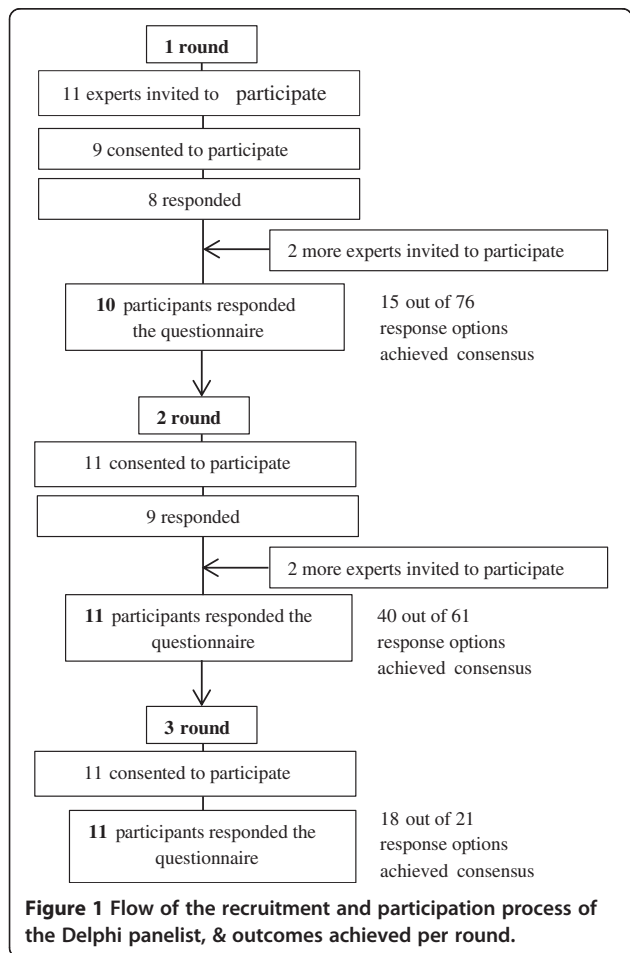 1 round
11 experts invited to participate
9 consented to participate
8 responded
2 more experts invited to participate
10 participants responded
the questionnaire
15 out of 76
response options
achieved consensus
2 round
11 consented to participate
9 responded
2 more experts invited to participate
11 participants responded the
questionnaire
40 out of 61
response options
achieved consensus
3 round
11 consented to participate
11 participants responded the
questionnaire
18 out of 21
response options
achieved consensus
Figure 1 Flow of the recruitment and participation process of
the Delphi panelist, & outcomes achieved per round.